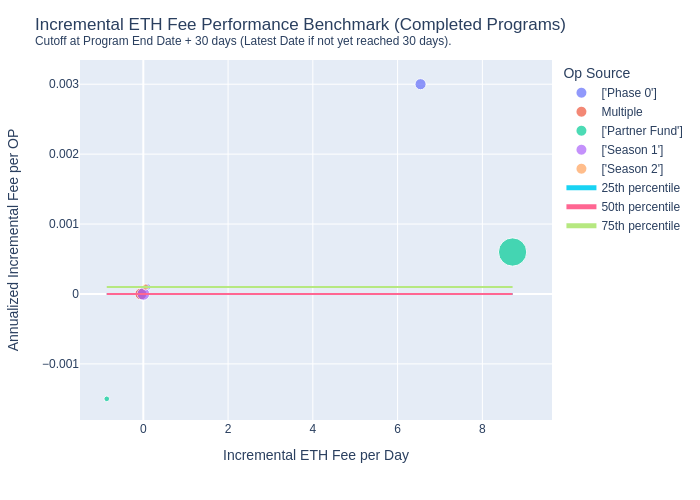 Incremental ETH Fee Performance Benchmark (Completed Programs)
Cutoff at Program End Date + 30 days (Latest Date if not yet reached 30 days).
Op Source
['Phase 0']
Multiple
['Partner Fund']
['Season 1']
['Season 2']
25th percentile
50th percentile
75th percentile
Annualized Incremental Fee per OP
0.003
0.002
0.001
0
−0.001
0 2 4 6 8
Incremental ETH Fee per Day